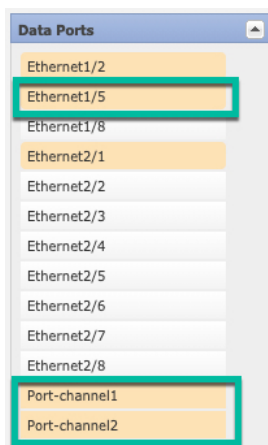 Data Ports
Ethernet1/2
Ethernet1/5
Ethernet1/8
Ethernet2/1
Ethernet2/2
Ethernet2/3
Ethernet2/4
Ethernet2/5
Ethernet2/6
Ethernet2/7
Ethernet2/8
Port-channel1
Port-channel2